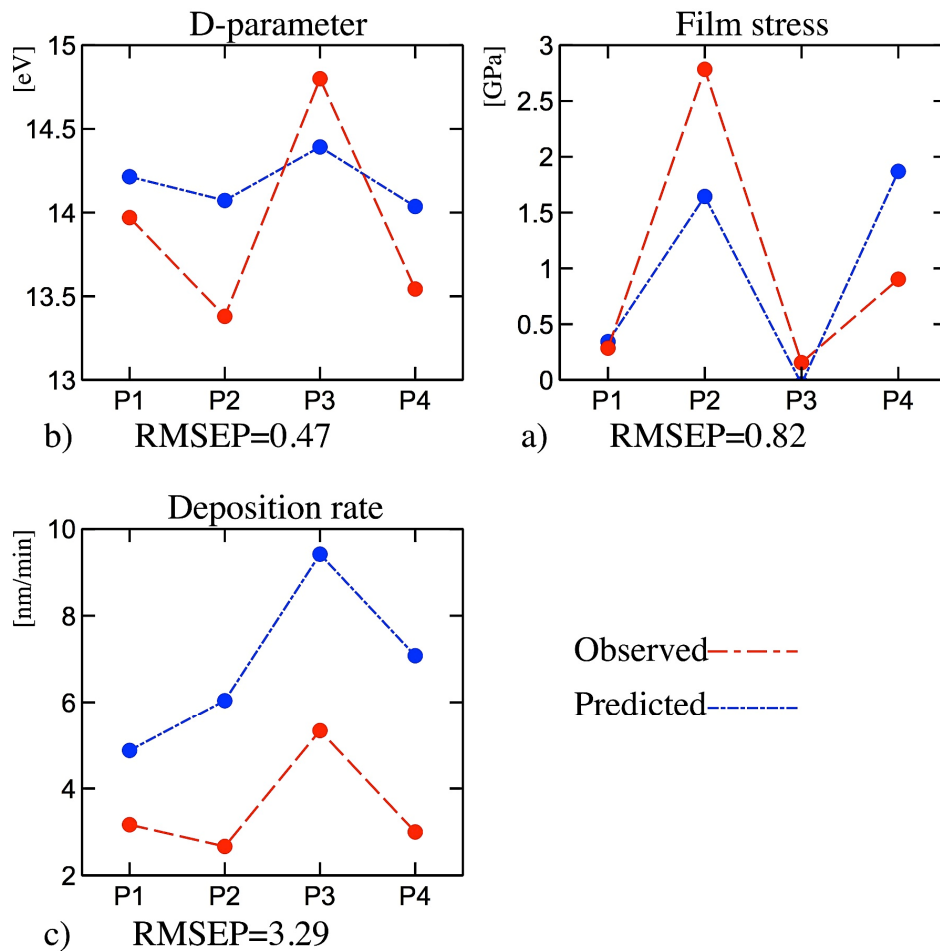 D-parameter
[eV]
15
14.5
14
13.5
13
P1 P2 P3 P4
b) RMSEP=0.47
Film stress
[GPa]
3
2.5
2
1.5
1
0.5
0
P1 P2 P3 P4
a) RMSEP=0.82
Deposition rate
[nm/min]
10
8
6
4
2
P1 P2 P3 P4
c) RMSEP=3.29
Observed
Predicted